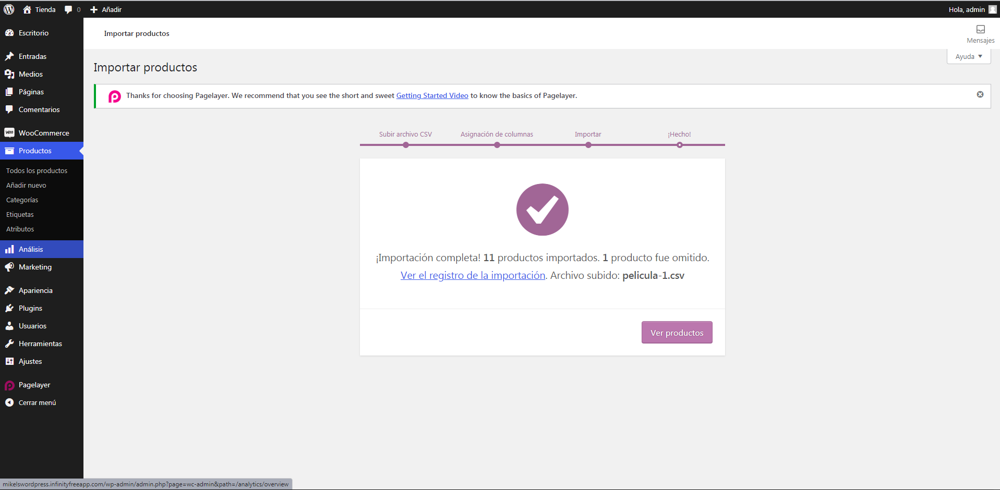 Tienda
0
Añadir
Hola, admin
Escritorio
Entradas
Medios
Páginas
Comentarios
WooCommerce
Productos
Todos los productos
Añadir nuevo
Categorías
Etiquetas
Atributos
Análisis
Marketing
Apariencia
Plugins
Usuarios
Herramientas
Ajustes
Pagelayer
Cerrar menú
Importar productos
Mensajes
Ayuda
Importar productos
Thanks for choosing Pagelayer. We recommend that you see the short and sweet Getting Started Video to know the basics of Pagelayer.
Subir archivo CSV
Asignación de columnas
Importar
¡Hecho!
¡Importación completa! 11 productos importados. 1 producto fue omitido.
Ver el registro de la importación. Archivo subido: pelicula-1.csv
Ver productos
mikelswordpress.infinityfreeapp.com/wp-admin/admin.php?page=wc-admin&path=/analytics/overview